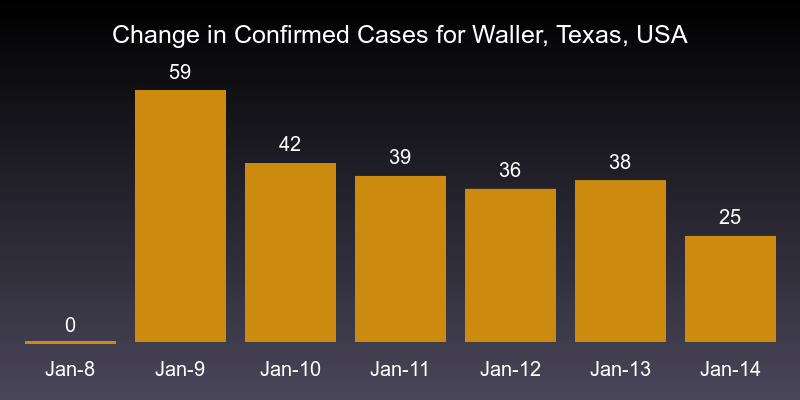 Change in Confirmed Cases for Waller, Texas, USA
59
42
39
36
38
25
0
Jan-8
Jan-9
Jan-10
Jan-11
Jan-12
Jan-13
Jan-14